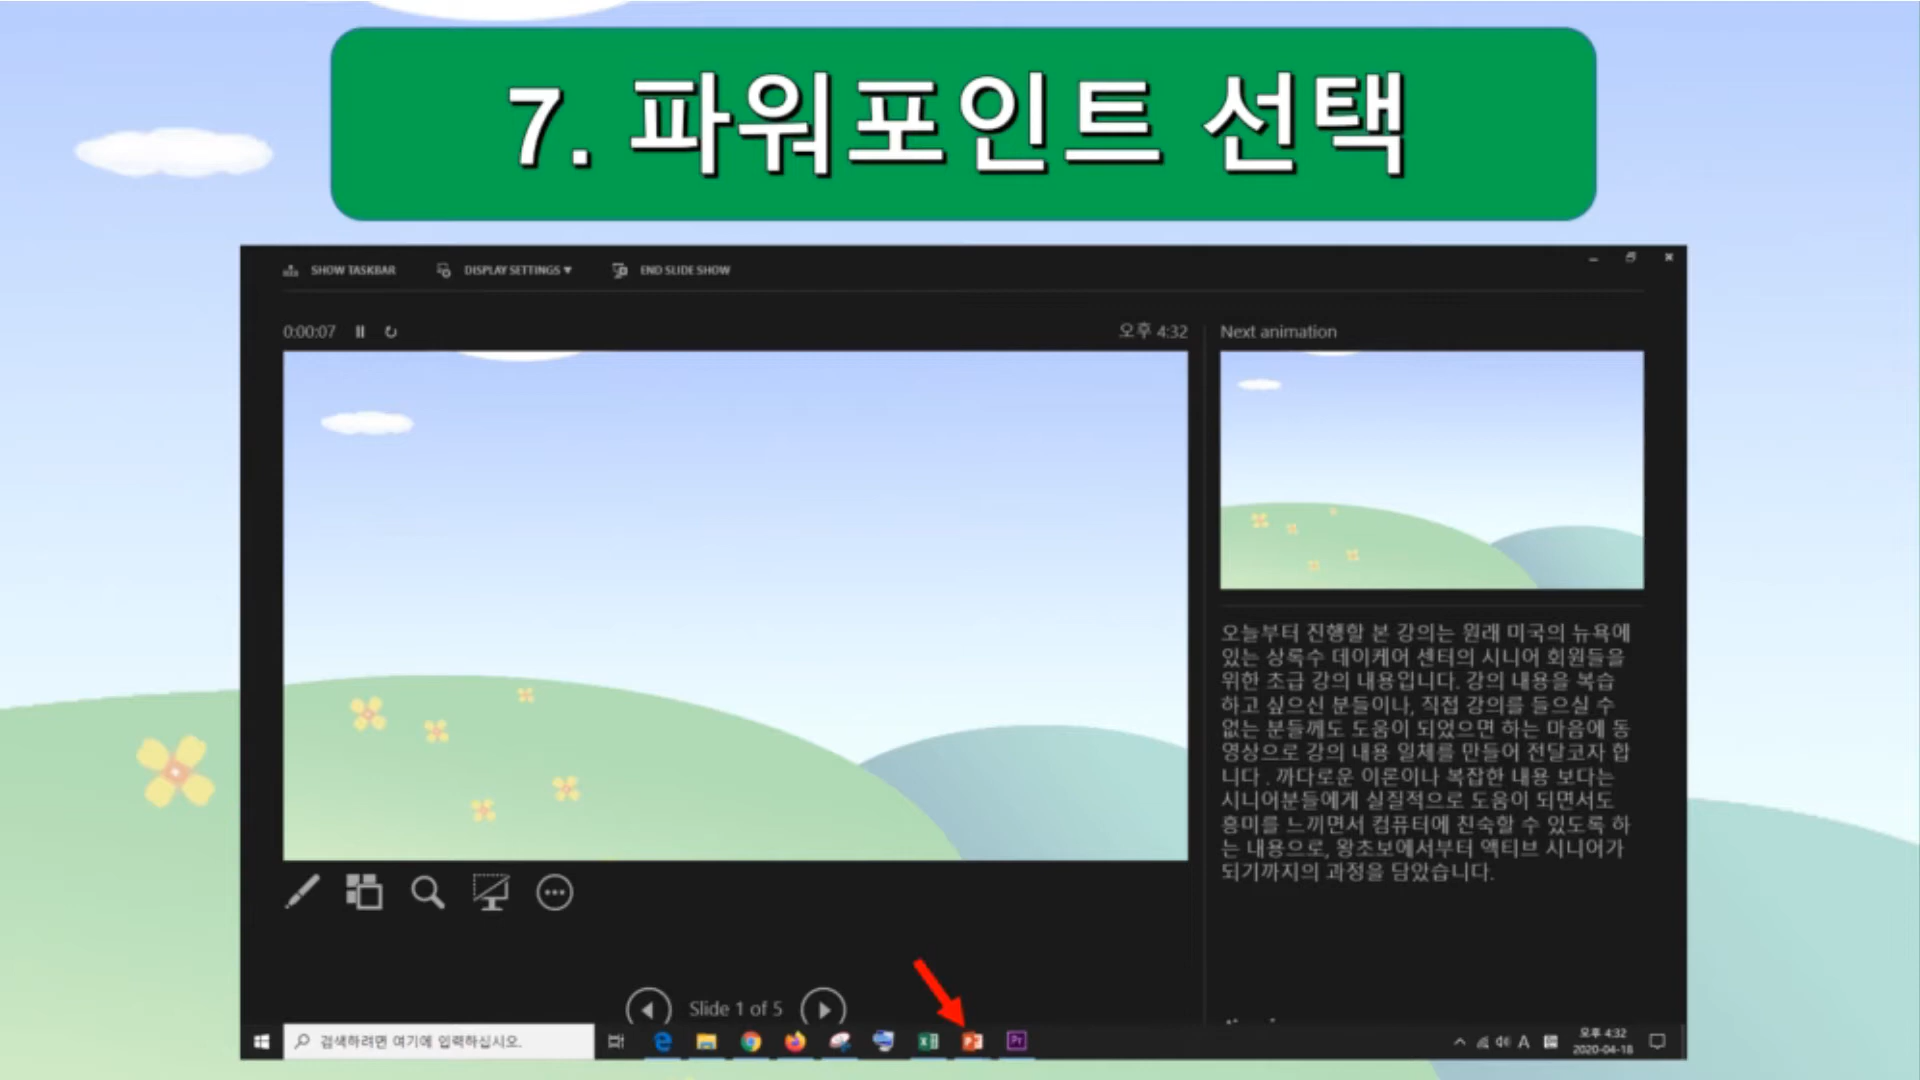 7. 파워포인트 선택
SHOW TASKBAR DISPLAY SETTINGS ▼ END SLIDE SHOW
0:00:07 오후 4:32 Next animation
오늘부터 진행할 본 강의는 원래 미국의 뉴욕에
있는 상록수 데이케어 센터의 시니어 회원들을
위한 초급 강의 내용입니다. 강의 내용을 복습
하고 싶으신 분들이나, 직접 강의를 들으실 수
없는 분들께도 도움이 되었으면 하는 마음에 동
영상으로 강의 내용 일체를 만들어 전달코자 합
니다 . 까다로운 이론이나 복잡한 내용 보다는
시니어분들에게 실질적으로 도움이 되면서도
흥미를 느끼면서 컴퓨터에 친숙할 수 있도록 하
는 내용으로, 왕초보에서부터 액티브 시니어가
되기까지의 과정을 담았습니다.
Slide 1 of 5
검색하려면 여기에 입력하십시오.
Pr
A
오후 4:32
2020-04-18